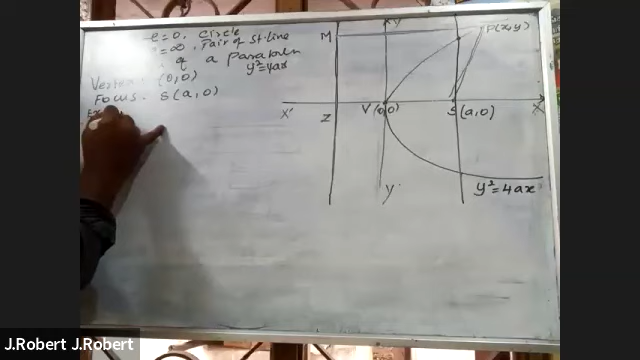 e=0, circle
=∞, Pair of St.line
of a Parabola
y²=4ax
Vertex- (0,0)
Focus- S(a,0)
M
y
P(x,y)
X'
Z
V(0,0)
S(a,0)
X
y'
y²=4ax
J.Robert J.Robert